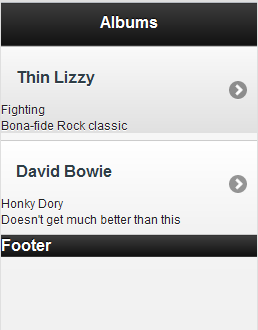 Albums
Thin Lizzy
Fighting
Bona-fide Rock classic
David Bowie
Honky Dory
Doesn't get much better than this
Footer